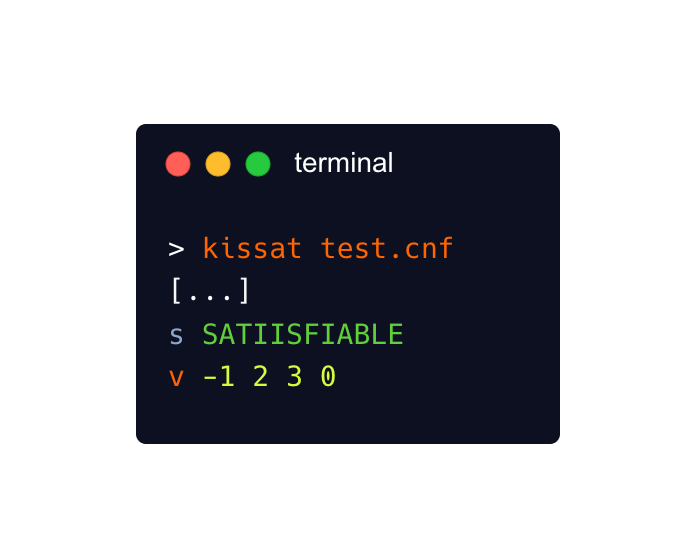 terminal
> kissat test.cnf
[...]
s SATIISFIABLE
v -1 2 3 0